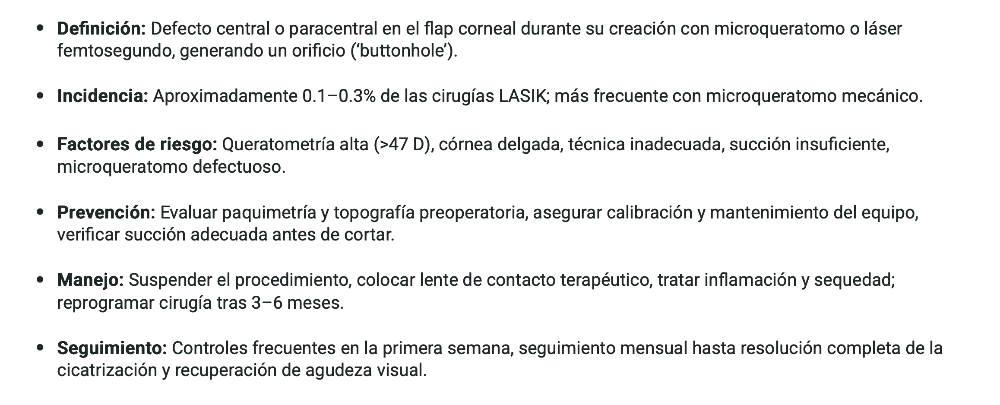 • Definición: Defecto central o paracentral en el flap corneal durante su creación con microqueratomo o láser
femtosegundo, generando un orificio (‘buttonhole’).
• Incidencia: Aproximadamente 0.1–0.3% de las cirugías LASIK; más frecuente con microqueratomo mecánico.
• Factores de riesgo: Queratometría alta (>47 D), córnea delgada, técnica inadecuada, succión insuficiente,
microqueratomo defectuoso.
• Prevención: Evaluar paquimetría y topografía preoperatoria, asegurar calibración y mantenimiento del equipo,
verificar succión adecuada antes de cortar.
• Manejo: Suspender el procedimiento, colocar lente de contacto terapéutico, tratar inflamación y sequedad;
reprogramar cirugía tras 3–6 meses.
• Seguimiento: Controles frecuentes en la primera semana, seguimiento mensual hasta resolución completa de la
cicatrización y recuperación de agudeza visual.